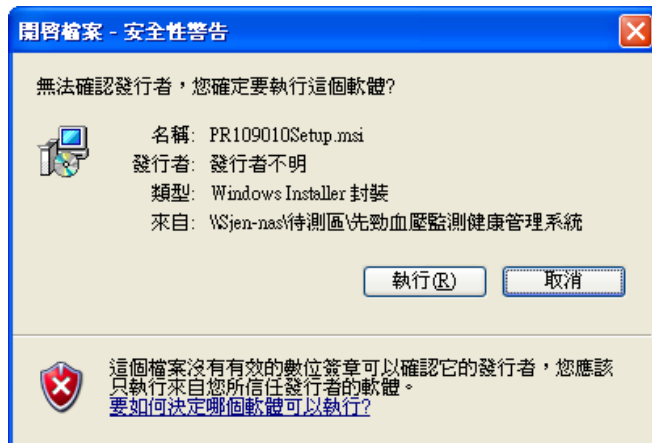 開啓檔案 - 安全性警告
無法確認發行者，您確定要執行這個軟體?
名稱: PR109010Setup.msi
發行者: 發行者不明
類型: Windows Installer 封裝
來自: \\Sjen-nas\待測區\先勁血壓監測健康管理系統
執行(R) 取消
這個檔案沒有有效的數位簽章可以確認它的發行者，您應該
只執行來自您所信任發行者的軟體。
要如何決定哪個軟體可以執行?